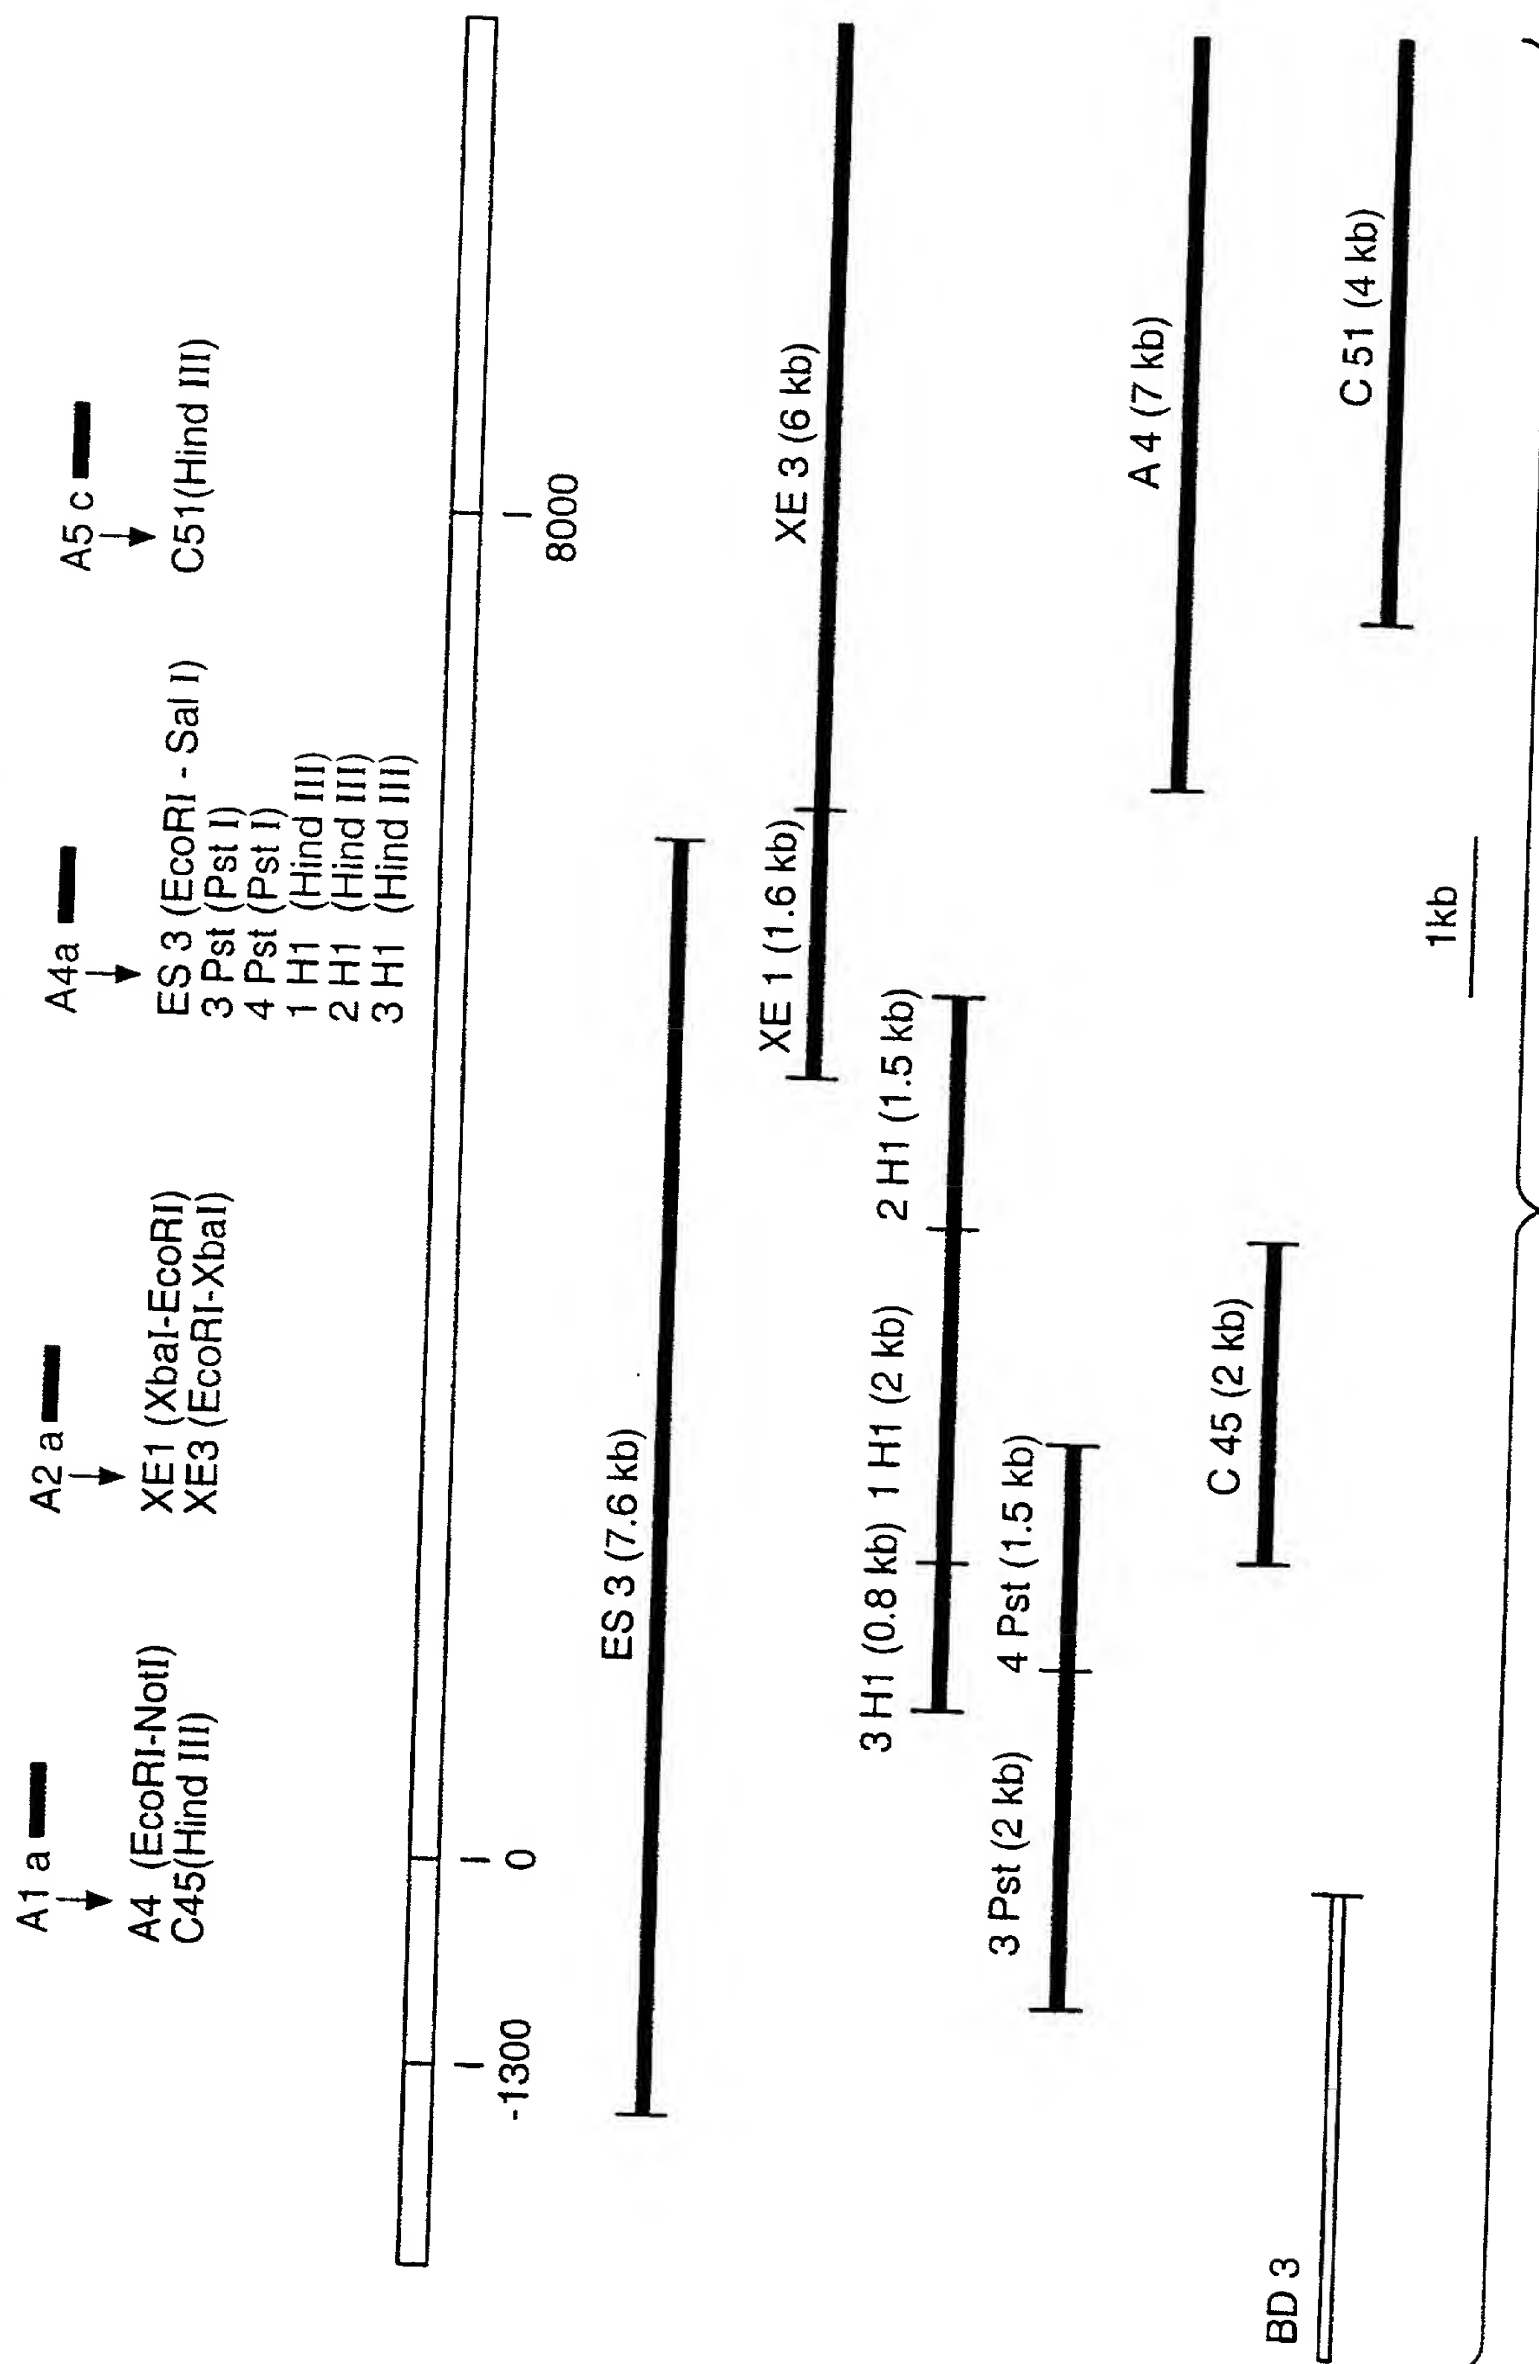 A1 a
A4 (EcoRI-NotI)
C45(Hind III)
A2 a
XE1 (XbaI-EcoRI)
XE3 (EcoRI-XbaI)
A4a
ES 3 (EcoRI - Sal I)
3 Pst (Pst I)
4 Pst (Pst I)
1 H1 (Hind III)
2 H1 (Hind III)
3 H1 (Hind III)
A5 c
C51(Hind III)
-1300
0
8000
ES 3 (7.6 kb)
XE 1 (1.6 kb)
XE 3 (6 kb)
3 H1 (0.8 kb)
1 H1 (2 kb)
2 H1 (1.5 kb)
3 Pst (2 kb)
4 Pst (1.5 kb)
A 4 (7 kb)
C 45 (2 kb)
BD 3
C 51 (4 kb)
1kb